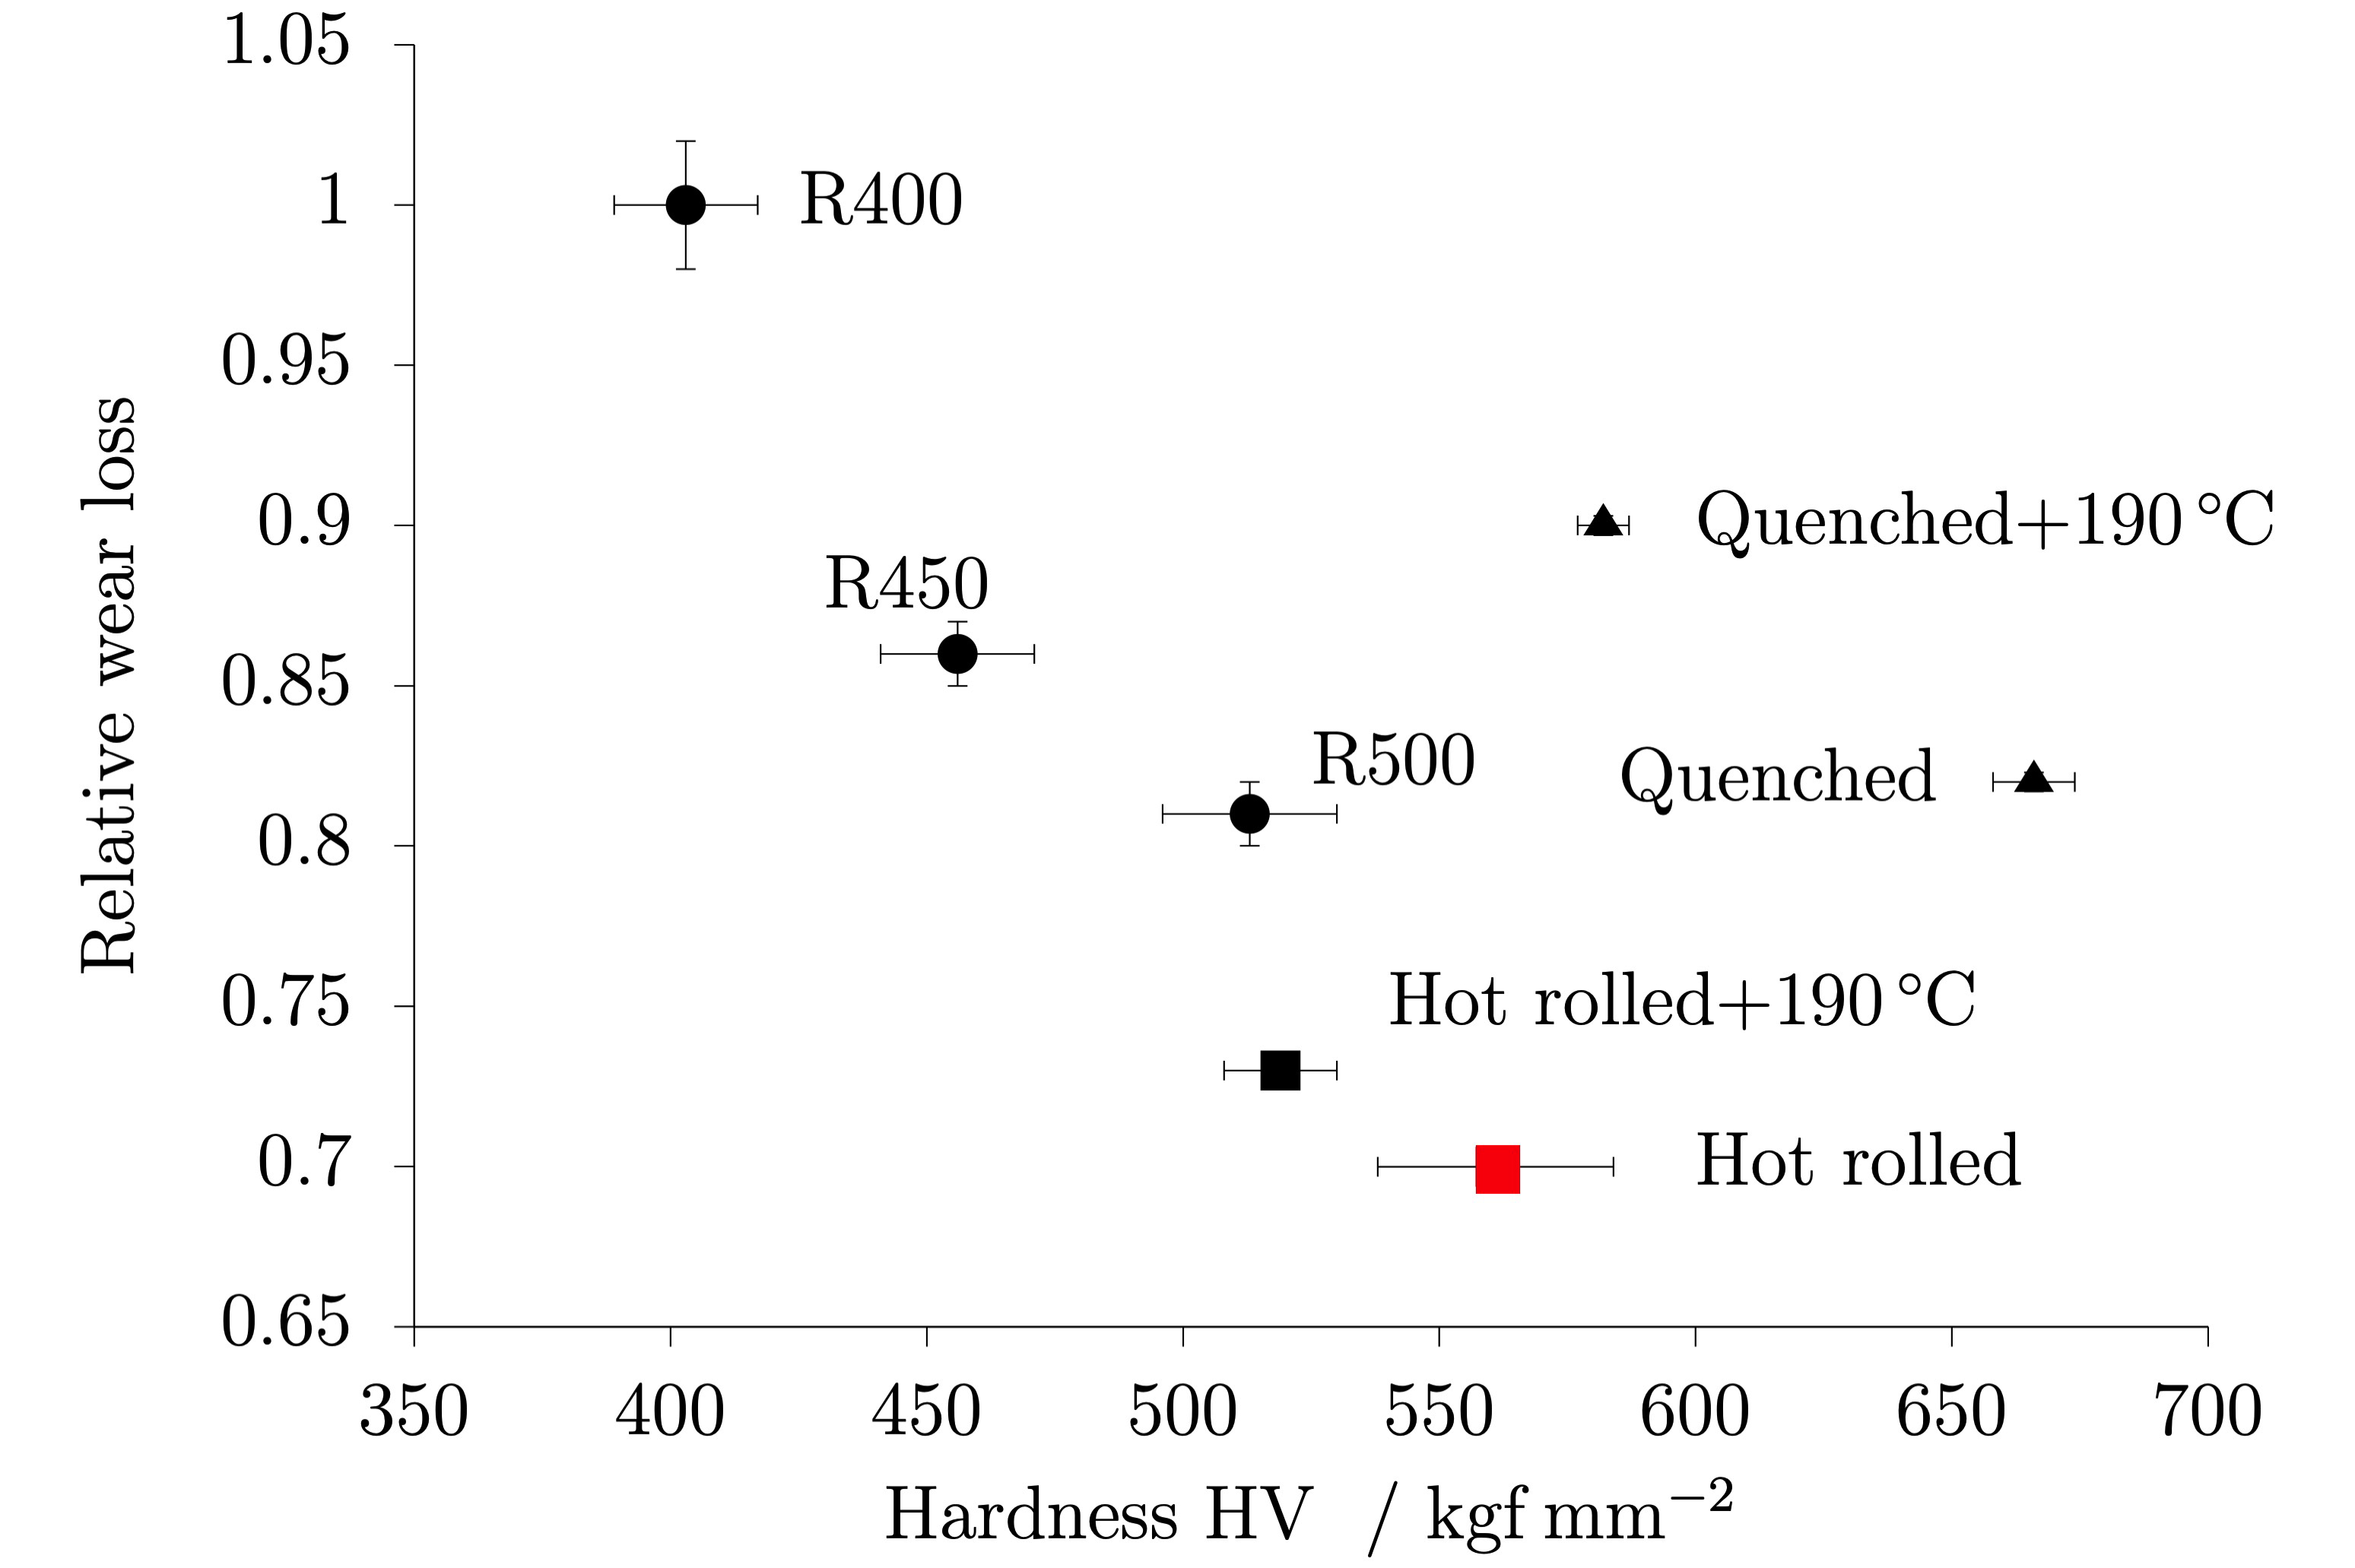 1.05
1
R400
0.95
0.9
Quenched+190 °C
R450
0.85
R500
Quenched
0.8
Hot rolled+190 °C
0.75
0.7
Hot rolled
0.65
350 400 450 500 550 600 650 700
Hardness HV / kgf mm⁻²
Relative wear loss